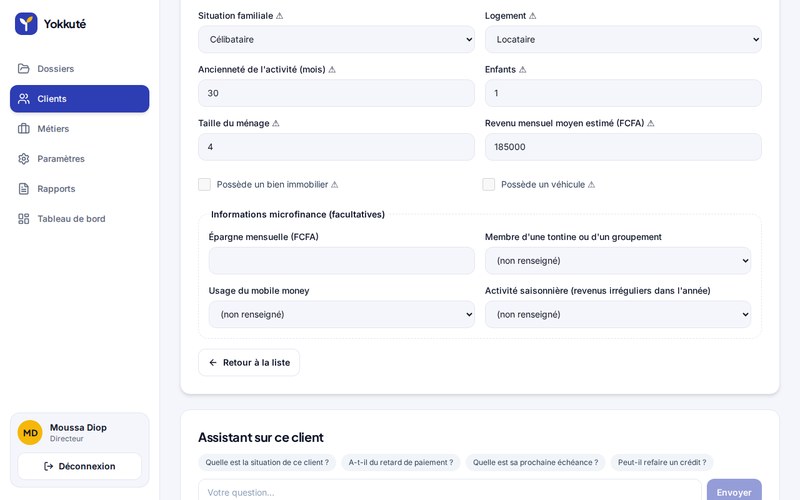 Yokkuté
Dossiers
Clients
Métiers
Paramètres
Rapports
Tableau de bord
MD
Moussa Diop
Directeur
Déconnexion
Situation familiale ⚠
Logement ⚠
Célibataire
Locataire
Ancienneté de l'activité (mois) ⚠
Enfants ⚠
30
1
Taille du ménage ⚠
Revenu mensuel moyen estimé (FCFA) ⚠
4
185000
Possède un bien immobilier ⚠
Possède un véhicule ⚠
Informations microfinance (facultatives)
Épargne mensuelle (FCFA)
Membre d'une tontine ou d'un groupement
(non renseigné)
Usage du mobile money
Activité saisonnière (revenus irréguliers dans l'année)
(non renseigné)
(non renseigné)
← Retour à la liste
Assistant sur ce client
Quelle est la situation de ce client ?
A-t-il du retard de paiement ?
Quelle est sa prochaine échéance ?
Peut-il refaire un crédit ?
Votre question...
Envoyer